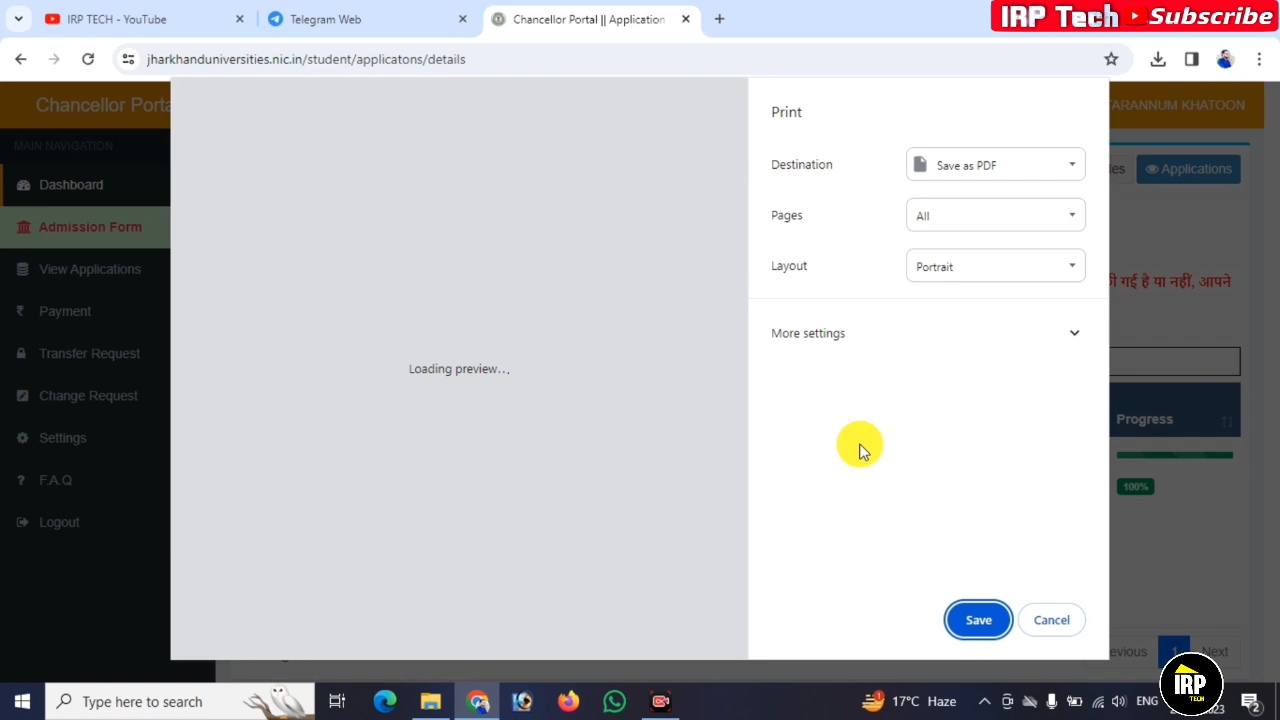 IRP TECH - YouTube
Telegram Web
Chancellor Portal || Application
IRP Tech Subscribe
jharkhanduniversities.nic.in/student/applicatons/details
Chancellor Porta
TARANNUM KHATOON
MAIN NAVIGATION
Dashboard
Admission Form
View Applications
Payment
Transfer Request
Change Request
Settings
F.A.Q
Logout
Loading preview...
Print
Destination
Save as PDF
Pages
All
Layout
Portrait
More settings
Save
Cancel
Applications
गई है या नहीं, आपने
Progress
100%
1
Next
Type here to search
17°C Haze
ENG
2
IRP
TECH